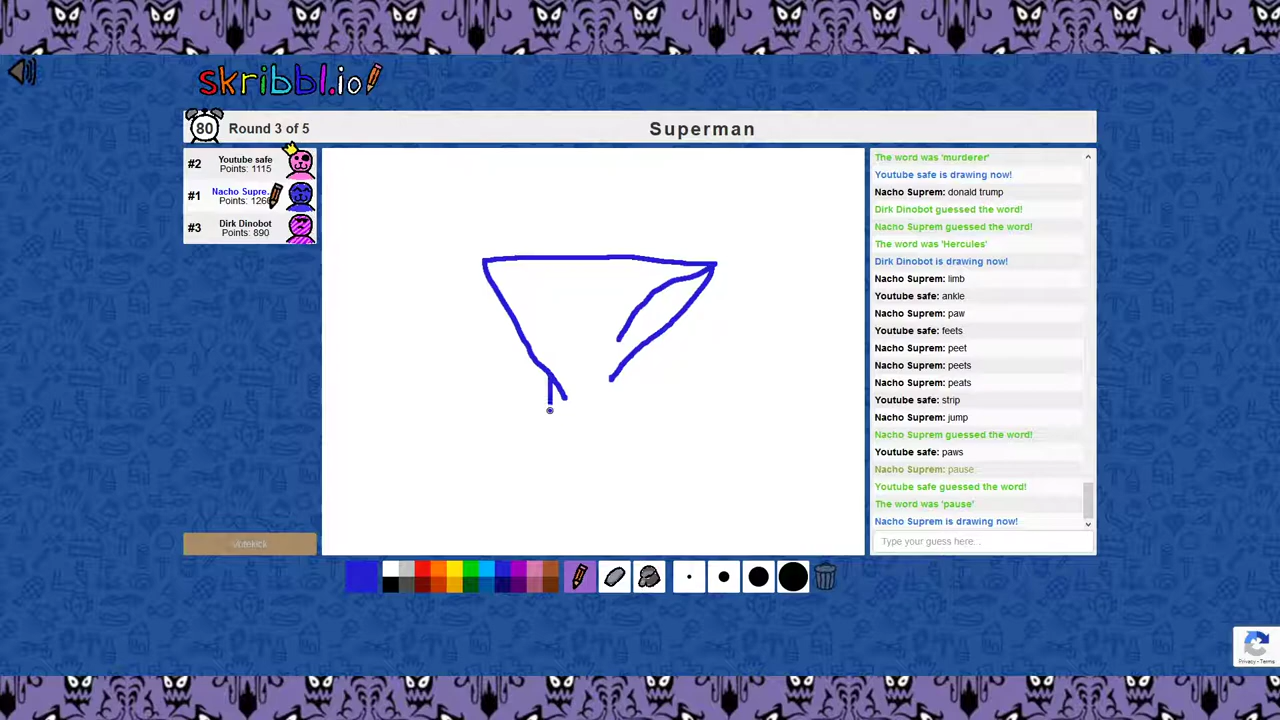 skribbl.io
80
Round 3 of 5
Superman
#2
Youtube safe
Points: 1115
#1
Nacho Supre..
Points: 1266
#3
Dirk Dinobot
Points: 890
Votekick
The word was 'murderer'
Youtube safe is drawing now!
Nacho Suprem: donald trump
Dirk Dinobot guessed the word!
Nacho Suprem guessed the word!
The word was 'Hercules'
Dirk Dinobot is drawing now!
Nacho Suprem: limb
Youtube safe: ankle
Nacho Suprem: paw
Youtube safe: feets
Nacho Suprem: peet
Nacho Suprem: peets
Nacho Suprem: peats
Youtube safe: strip
Nacho Suprem: jump
Nacho Suprem guessed the word!
Youtube safe: paws
Nacho Suprem: pause
Youtube safe guessed the word!
The word was 'pause'
Nacho Suprem is drawing now!
Type your guess here...
Privacy - Terms